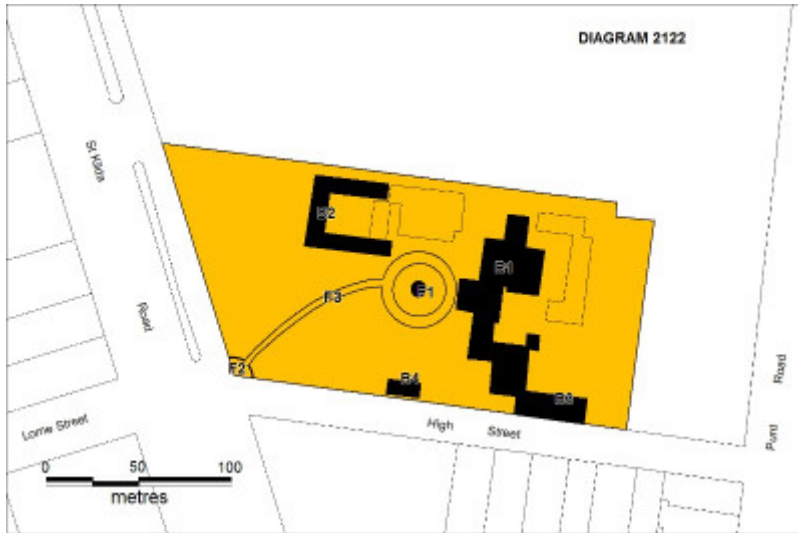 DIAGRAM 2122
St Kilda
Road
B2
B1
F1
F3
F2
B4
B3
Lorne Street
High Street
Punt Road
0 50 100
metres